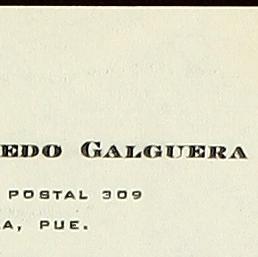 EDO GALGUERA
POSTAL 309
A, PUE.